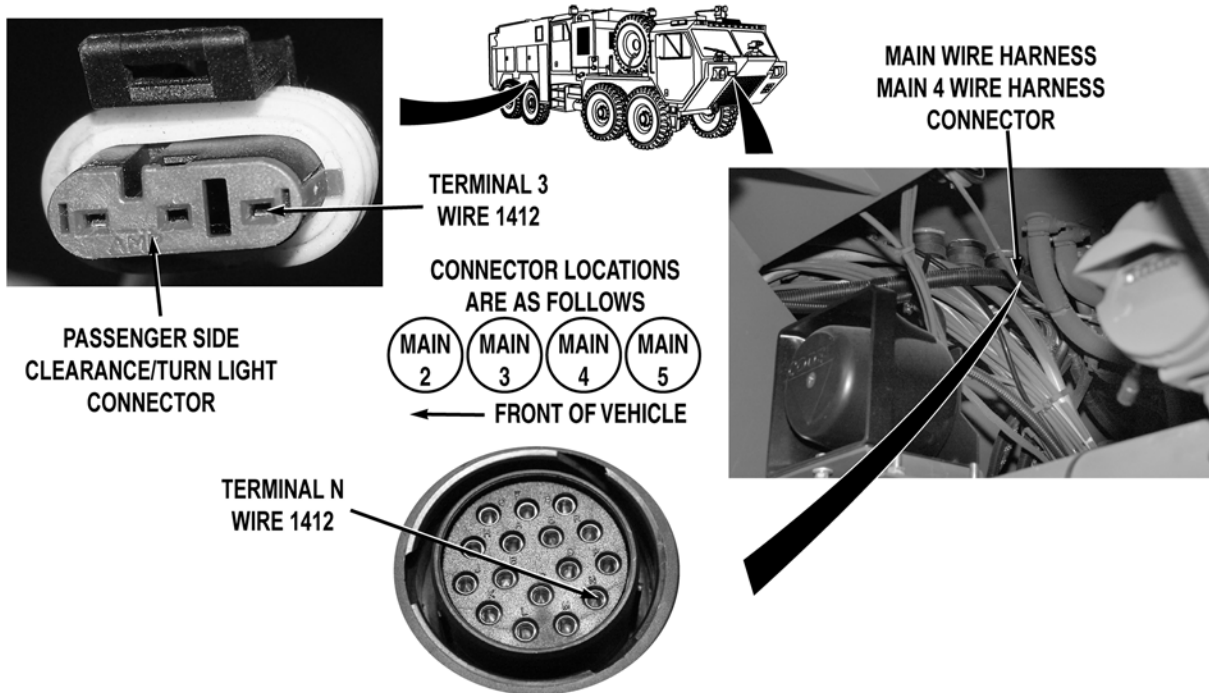 MAIN WIRE HARNESS
MAIN 4 WIRE HARNESS
CONNECTOR
TERMINAL 3
WIRE 1412
AMP
CONNECTOR LOCATIONS
ARE AS FOLLOWS
MAIN
2
MAIN
3
MAIN
4
MAIN
5
FRONT OF VEHICLE
PASSENGER SIDE
CLEARANCE/TURN LIGHT
CONNECTOR
TERMINAL N
WIRE 1412